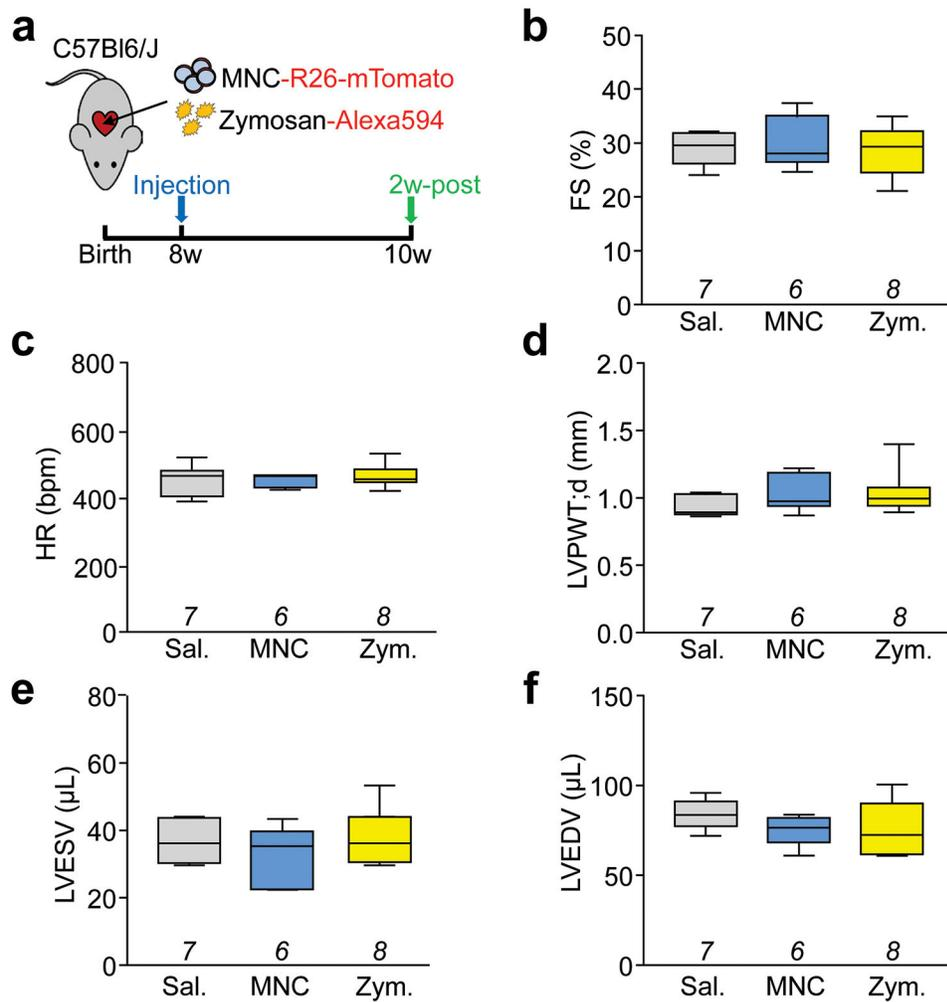 a
C57Bl6/J
MNC-R26-mTomato
Zymosan-Alexa594
Injection
2w-post
Birth
8w
10w
b
50
40
30
20
10
0
FS (%)
7
6
8
Sal.
MNC
Zym.
c
800
600
400
200
0
HR (bpm)
7
6
8
Sal.
MNC
Zym.
d
2.0
1.5
1.0
0.5
0.0
LVPWT;d (mm)
7
6
8
Sal.
MNC
Zym.
e
80
60
40
20
0
LVESV (µL)
7
6
8
Sal.
MNC
Zym.
f
150
100
50
0
LVEDV (µL)
7
6
8
Sal.
MNC
Zym.